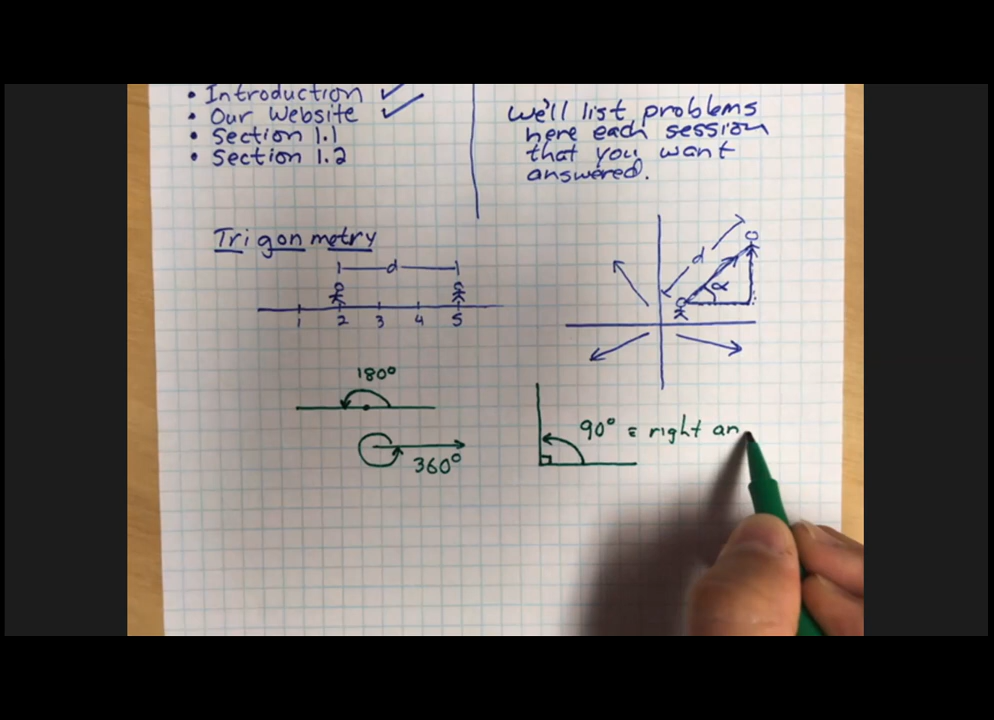 • Introduction ✓
• Our Website ✓
• Section 1.1
• Section 1.2
We'll list problems
here each session
that you want
answered.
Trigonmetry
d
1 2 3 4 5
d
α
180°
360°
90° ≡ right an